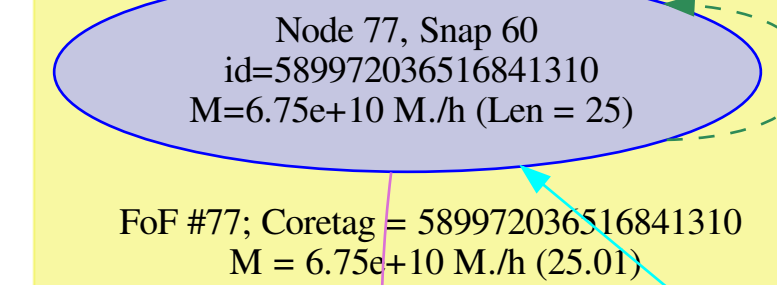 Node 77, Snap 60
id=589972036516841310
M=6.75e+10 M./h (Len = 25)
FoF #77; Coretag = 589972036516841310
M = 6.75e+10 M./h (25.01)